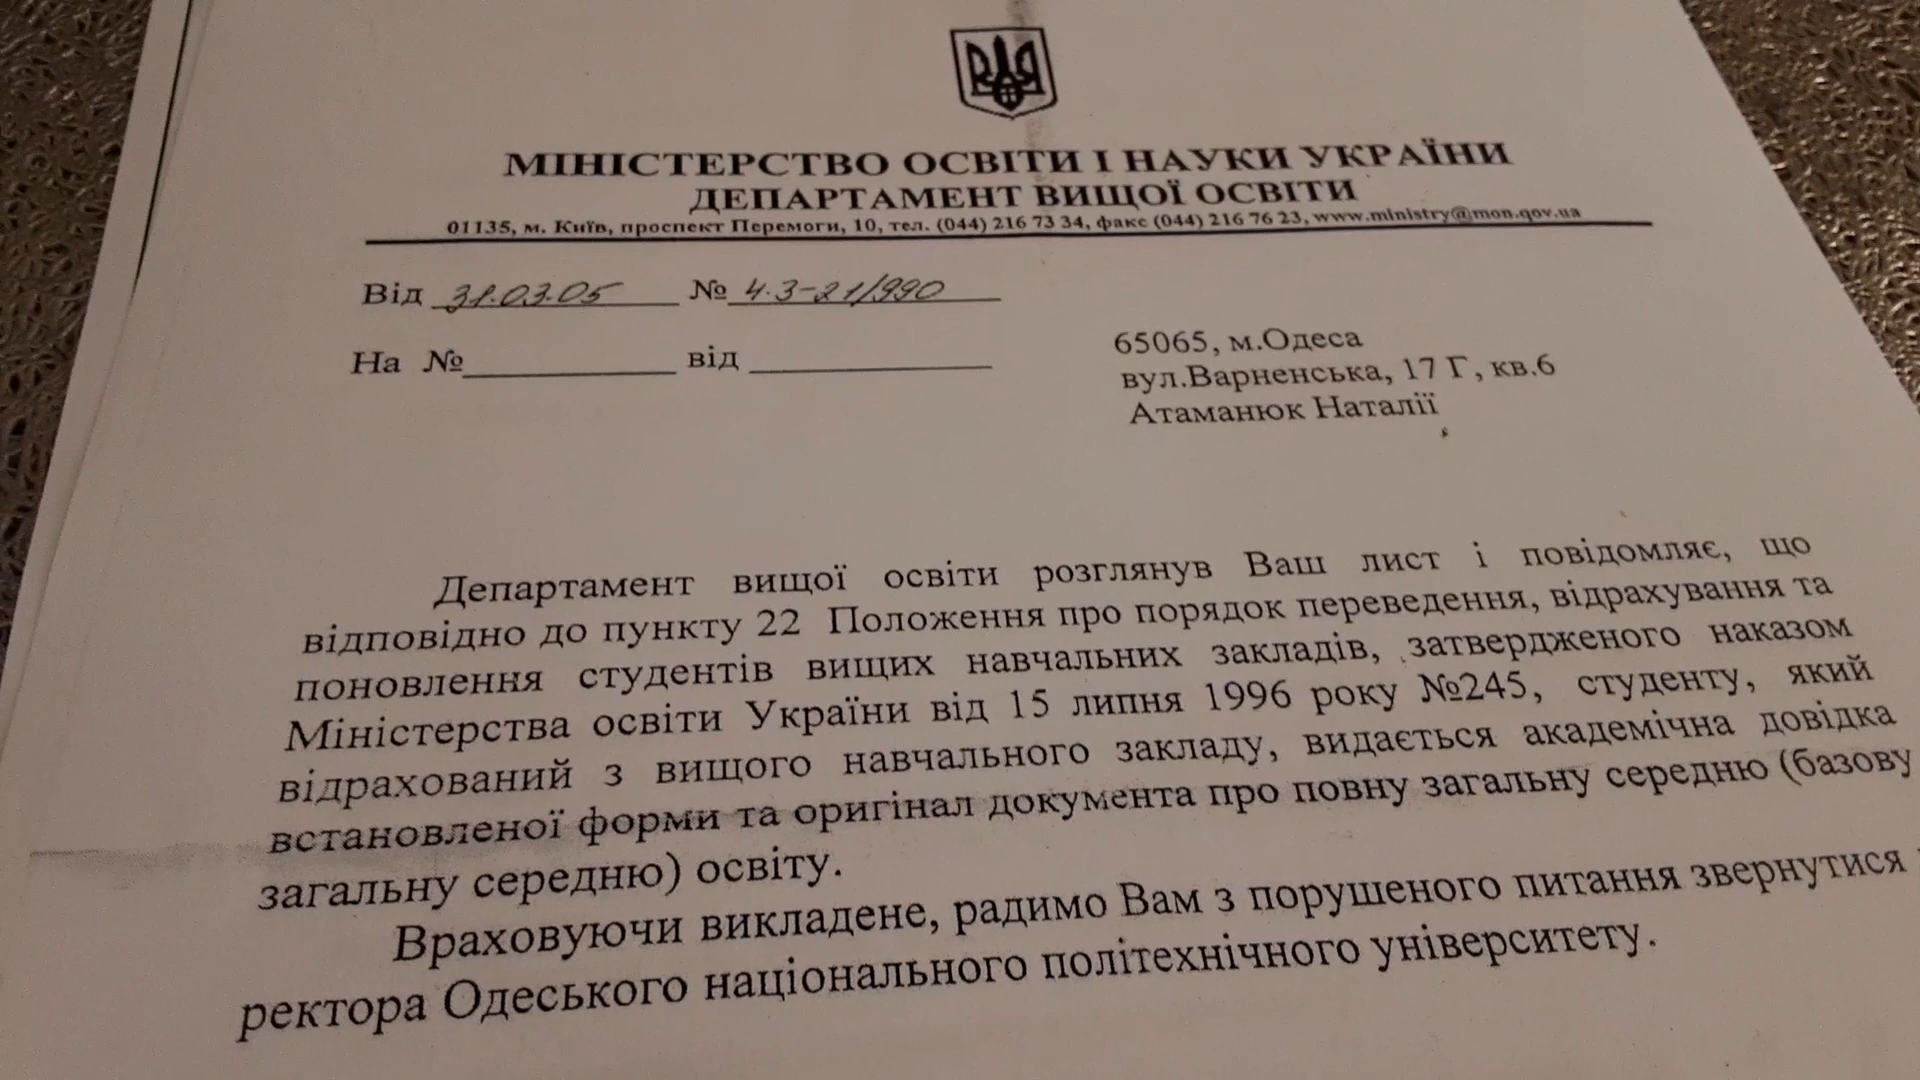 МІНІСТЕРСТВО ОСВІТИ І НАУКИ УКРАЇНИ
ДЕПАРТАМЕНТ ВИЩОЇ ОСВІТИ
01135, м. Київ, проспект Перемоги, 10, тел. (044) 216 73 34, факс (044) 216 76 23, www.ministry@mon.gov.ua
Від 31.03.05 № 4.3-21/990
На № від
65065, м.Одеса
вул.Варненська, 17 Г, кв.6
Атаманюк Наталії
Департамент вищої освіти розглянув Ваш лист і повідомляє, що
відповідно до пункту 22 Положення про порядок переведення, відрахування та
поновлення студентів вищих навчальних закладів, затвердженого наказом
Міністерства освіти України від 15 липня 1996 року №245, студенту, який
відрахований з вищого навчального закладу, видається академічна довідка
встановленої форми та оригінал документа про повну загальну середню (базову
загальну середню) освіту.
Враховуючи викладене, радимо Вам з порушеного питання звернутися
ректора Одеського національного політехнічного університету.